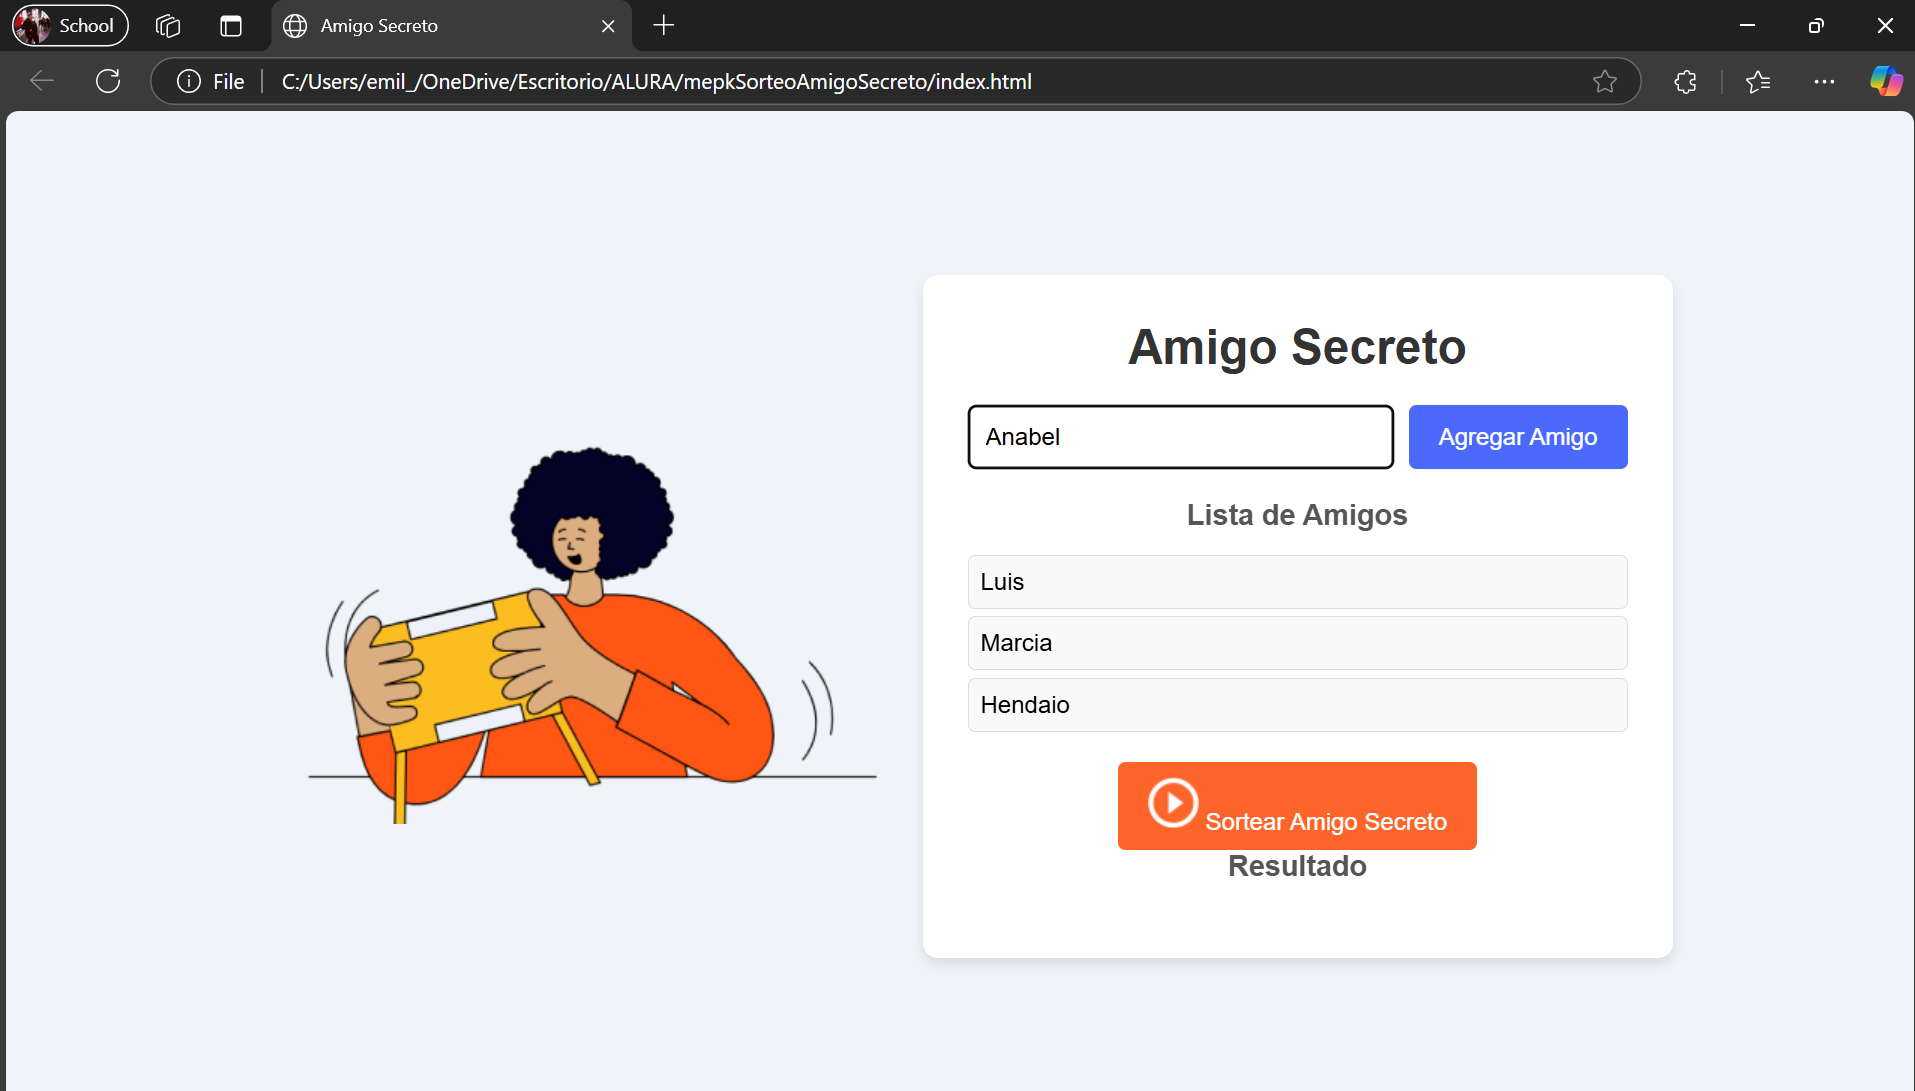 School
Amigo Secreto
File
C:/Users/emil_/OneDrive/Escritorio/ALURA/mepkSorteoAmigoSecreto/index.html
Amigo Secreto
Anabel
Agregar Amigo
Lista de Amigos
Luis
Marcia
Hendaio
Sortear Amigo Secreto
Resultado